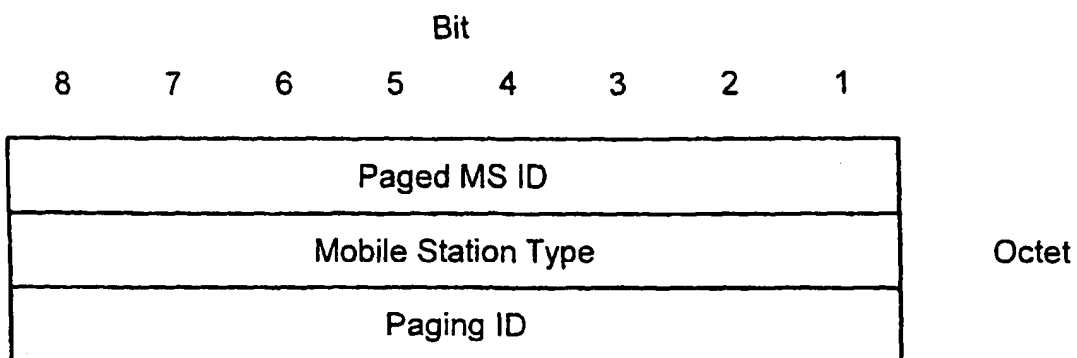 Bit
8 7 6 5 4 3 2 1
Paged MS ID
Mobile Station Type Octet
Paging ID